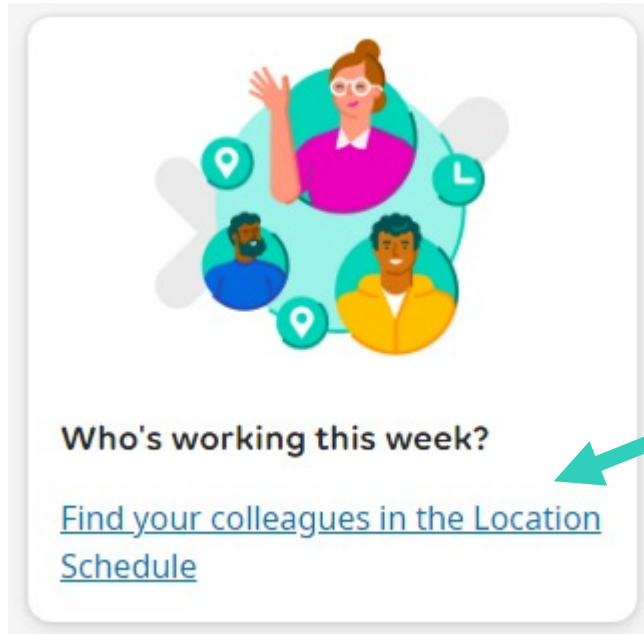 Who's working this week?
Find your colleagues in the Location
Schedule